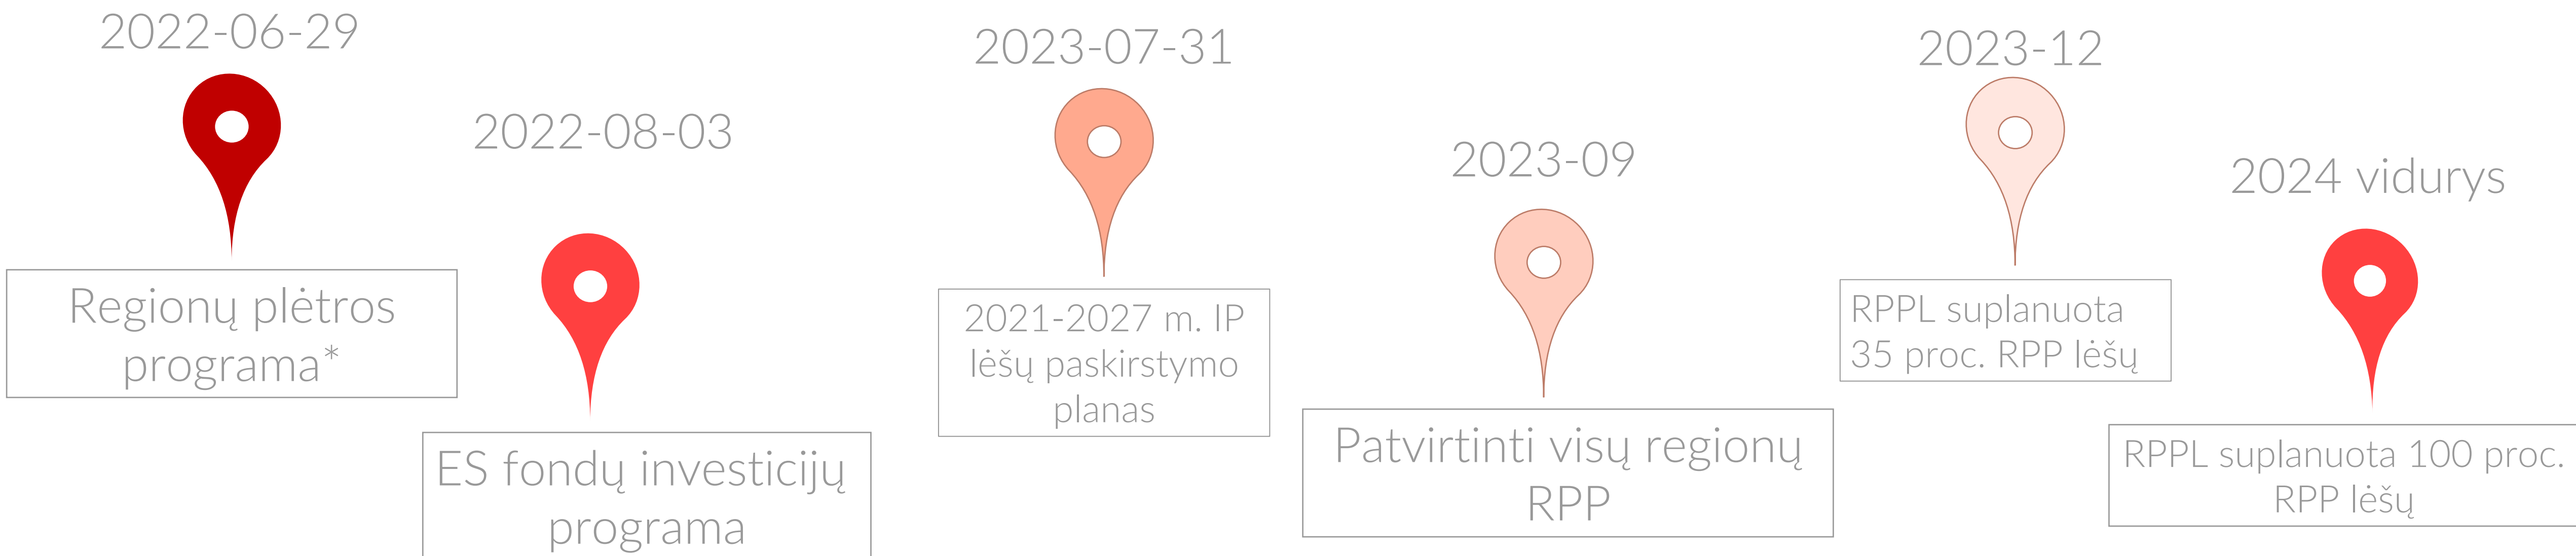 2022-06-29
Regionų plėtros
programa*
2022-08-03
ES fondų investicijų
programa
2023-07-31
2021-2027 m. IP
lėšų paskirstymo
planas
2023-09
Patvirtinti visų regionų
RPP
2023-12
RPPL suplanuota
35 proc. RPP lėšų
2024 vidurys
RPPL suplanuota 100 proc.
RPP lėšų